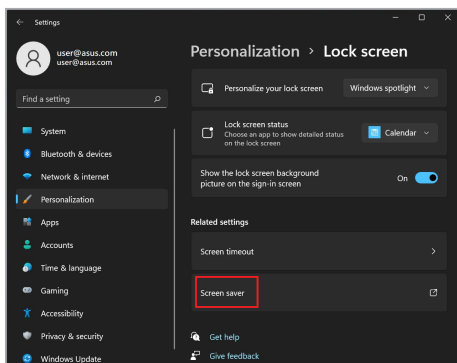 Settings
user@asus.com
user@asus.com
Find a setting
System
Bluetooth & devices
Network & internet
Personalization
Apps
Accounts
Time & language
Gaming
Accessibility
Privacy & security
Windows Update
Personalization > Lock screen
Personalize your lock screen
Windows spotlight
Lock screen status
Choose an app to show detailed status
on the lock screen
Calendar
Show the lock screen background
picture on the sign-in screen
On
Related settings
Screen timeout
Screen saver
Get help
Give feedback